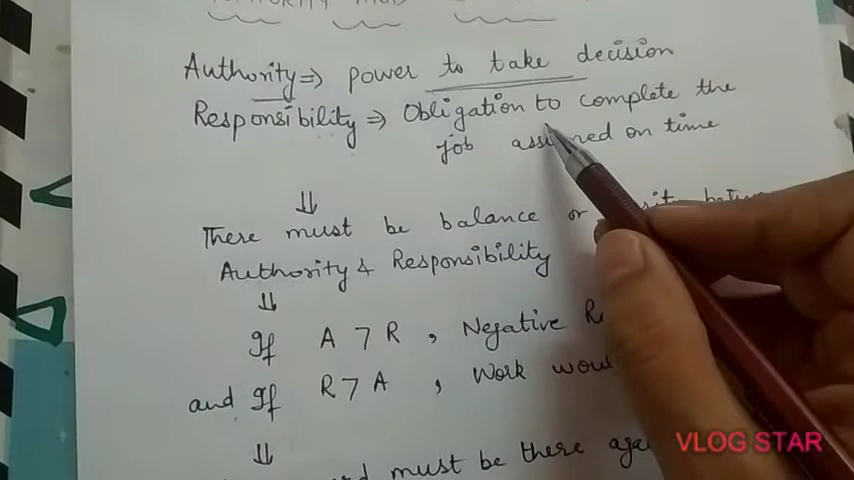 Authority => power to take decision
Responsibility => Obligation to complete the
job assigned on time
There must be balance or
Authority & Responsibility
If A > R , Negative
and If R > A , Work
must be there
VLOG STAR